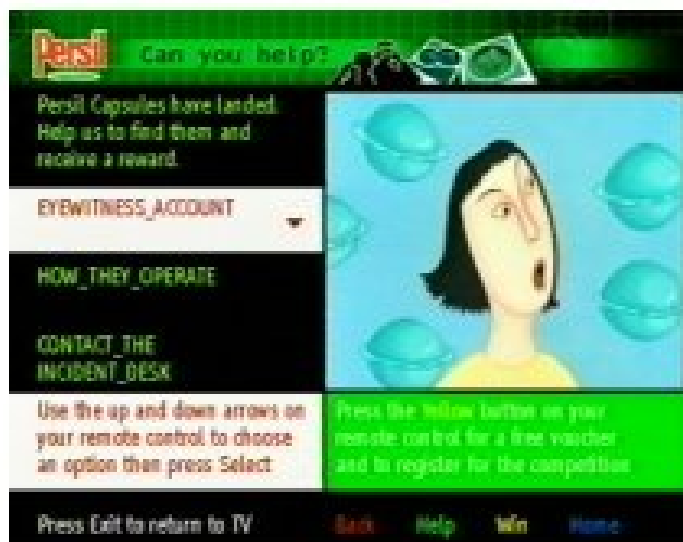 Persil
Can you help?
Persil Capsules have landed.
Help us to find them and
receive a reward.
EYEWITNESS_ACCOUNT
HOW_THEY_OPERATE
CONTACT_THE
INCIDENT_DESK
Use the up and down arrows on
your remote control to choose
an option then press Select
Press the Yellow button on your
remote control for a free voucher
and to register for the competition
Press Exit to return to TV
Back Help Win Home